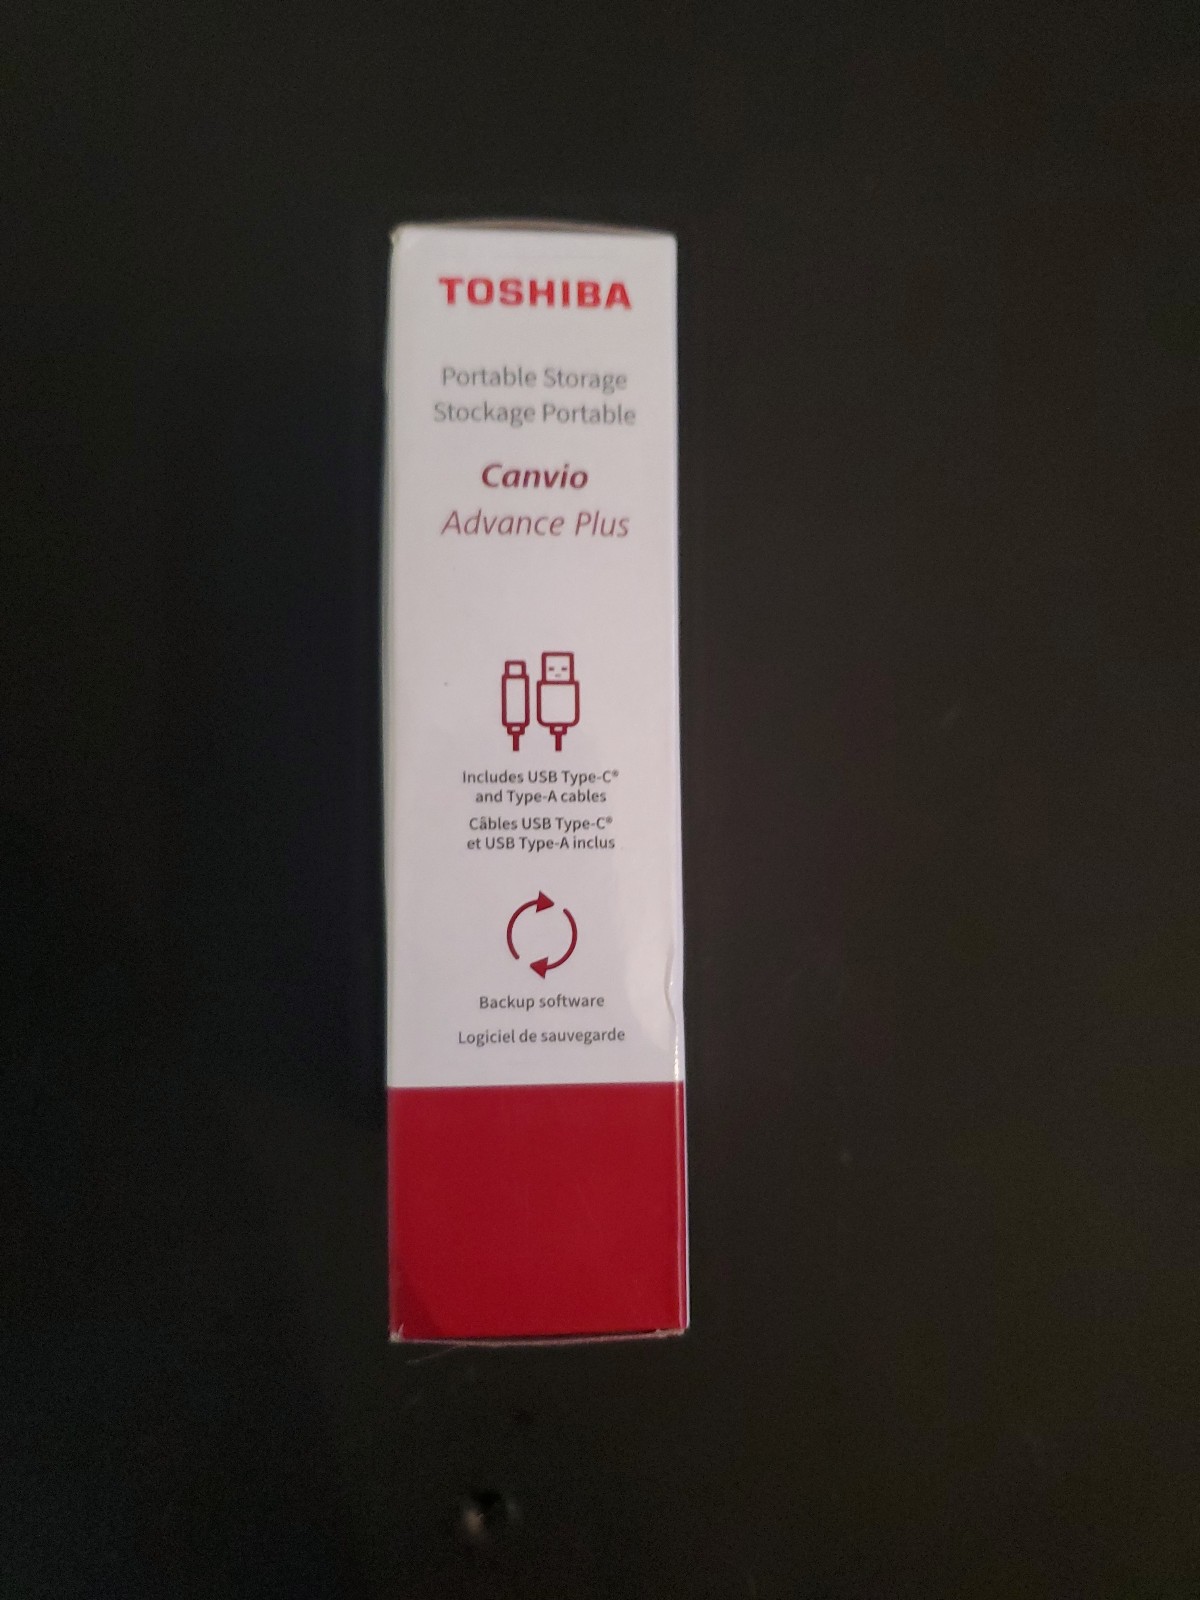 TOSHIBA
Portable Storage
Stockage Portable
Canvio
Advance Plus
Includes USB Type-C®
and Type-A cables
Câbles USB Type-C®
et USB Type-A inclus
Backup software
Logiciel de sauvegarde